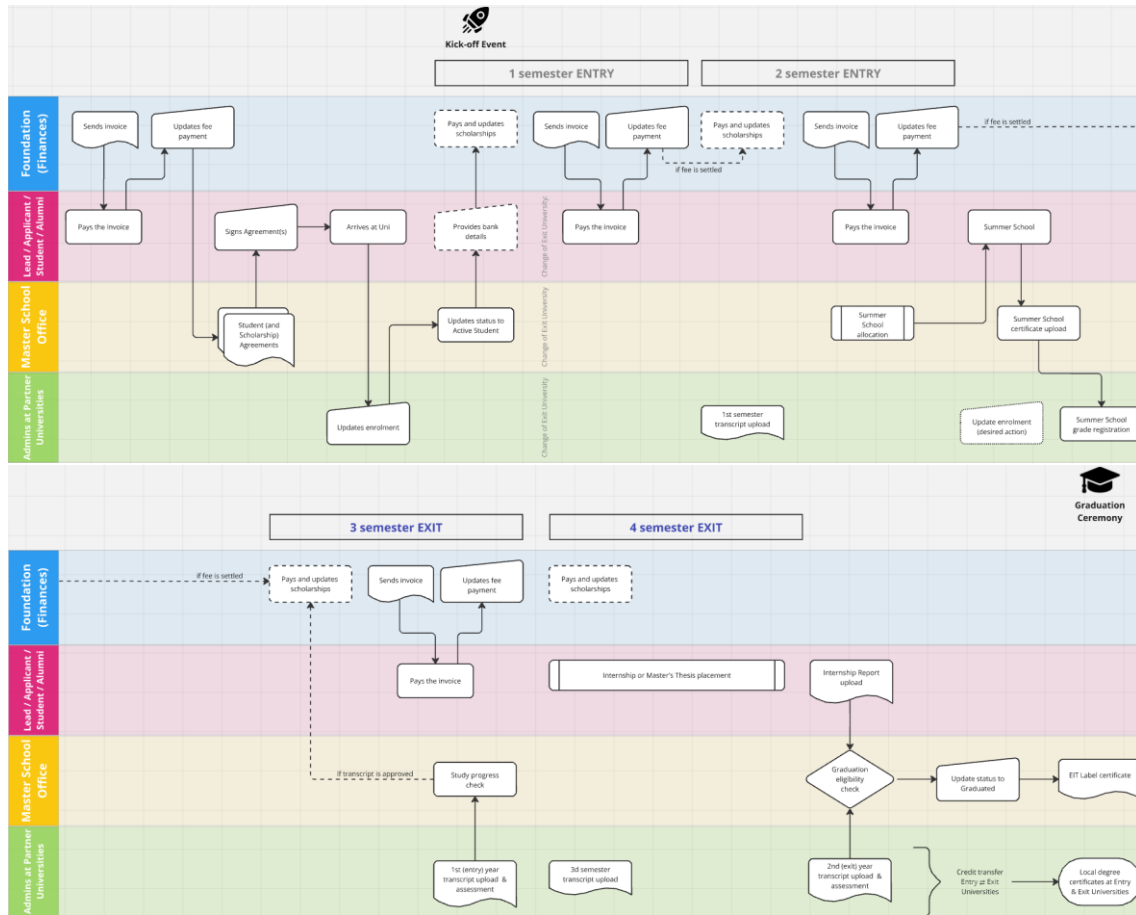 Kick-off Event
1 semester ENTRY
2 semester ENTRY
Foundation
(Finances)
Sends invoice
Updates fee
payment
Pays and updates
scholarships
Sends invoice
Updates fee
payment
if fee is settled
Pays and updates
scholarships
Sends invoice
Updates fee
payment
if fee is settled
Lead / Applicant /
Student / Alumni
Pays the invoice
Signs Agreement(s)
Arrives at Uni
Provides bank
details
Change of Exit University.
Pays the invoice
Pays the invoice
Summer School
Master School
Office
Student (and
Scholarship)
Agreements
Updates status to
Active Student
Change of Exit University
Summer
School
allocation
Summer School
certificate upload
Admins at Partner
Universities
Updates enrolment
Change of Exit University
1st semester
transcript upload
Update enrolment
(desired action)
Summer School
grade registration
Graduation
Ceremony
3 semester EXIT
4 semester EXIT
Foundation
(Finances)
if fee is settled
Pays and updates
scholarships
Sends invoice
Updates fee
payment
Pays and updates
scholarships
Lead / Applicant /
Student / Alumni
Pays the invoice
Internship or Master's Thesis placement
Internship Report
upload
Master School
Office
If transcript is approved
Study progress
check
Graduation
eligibility
check
Update status to
Graduated
EIT Label certificate
Admins at Partner
Universities
1st (entry) year
transcript upload &
assessment
3d semester
transcript upload
2nd (exit) year
transcript upload &
assessment
Credit transfer
Entry ⇄ Exit
Universities
Local degree
certificates at Entry
& Exit Universities